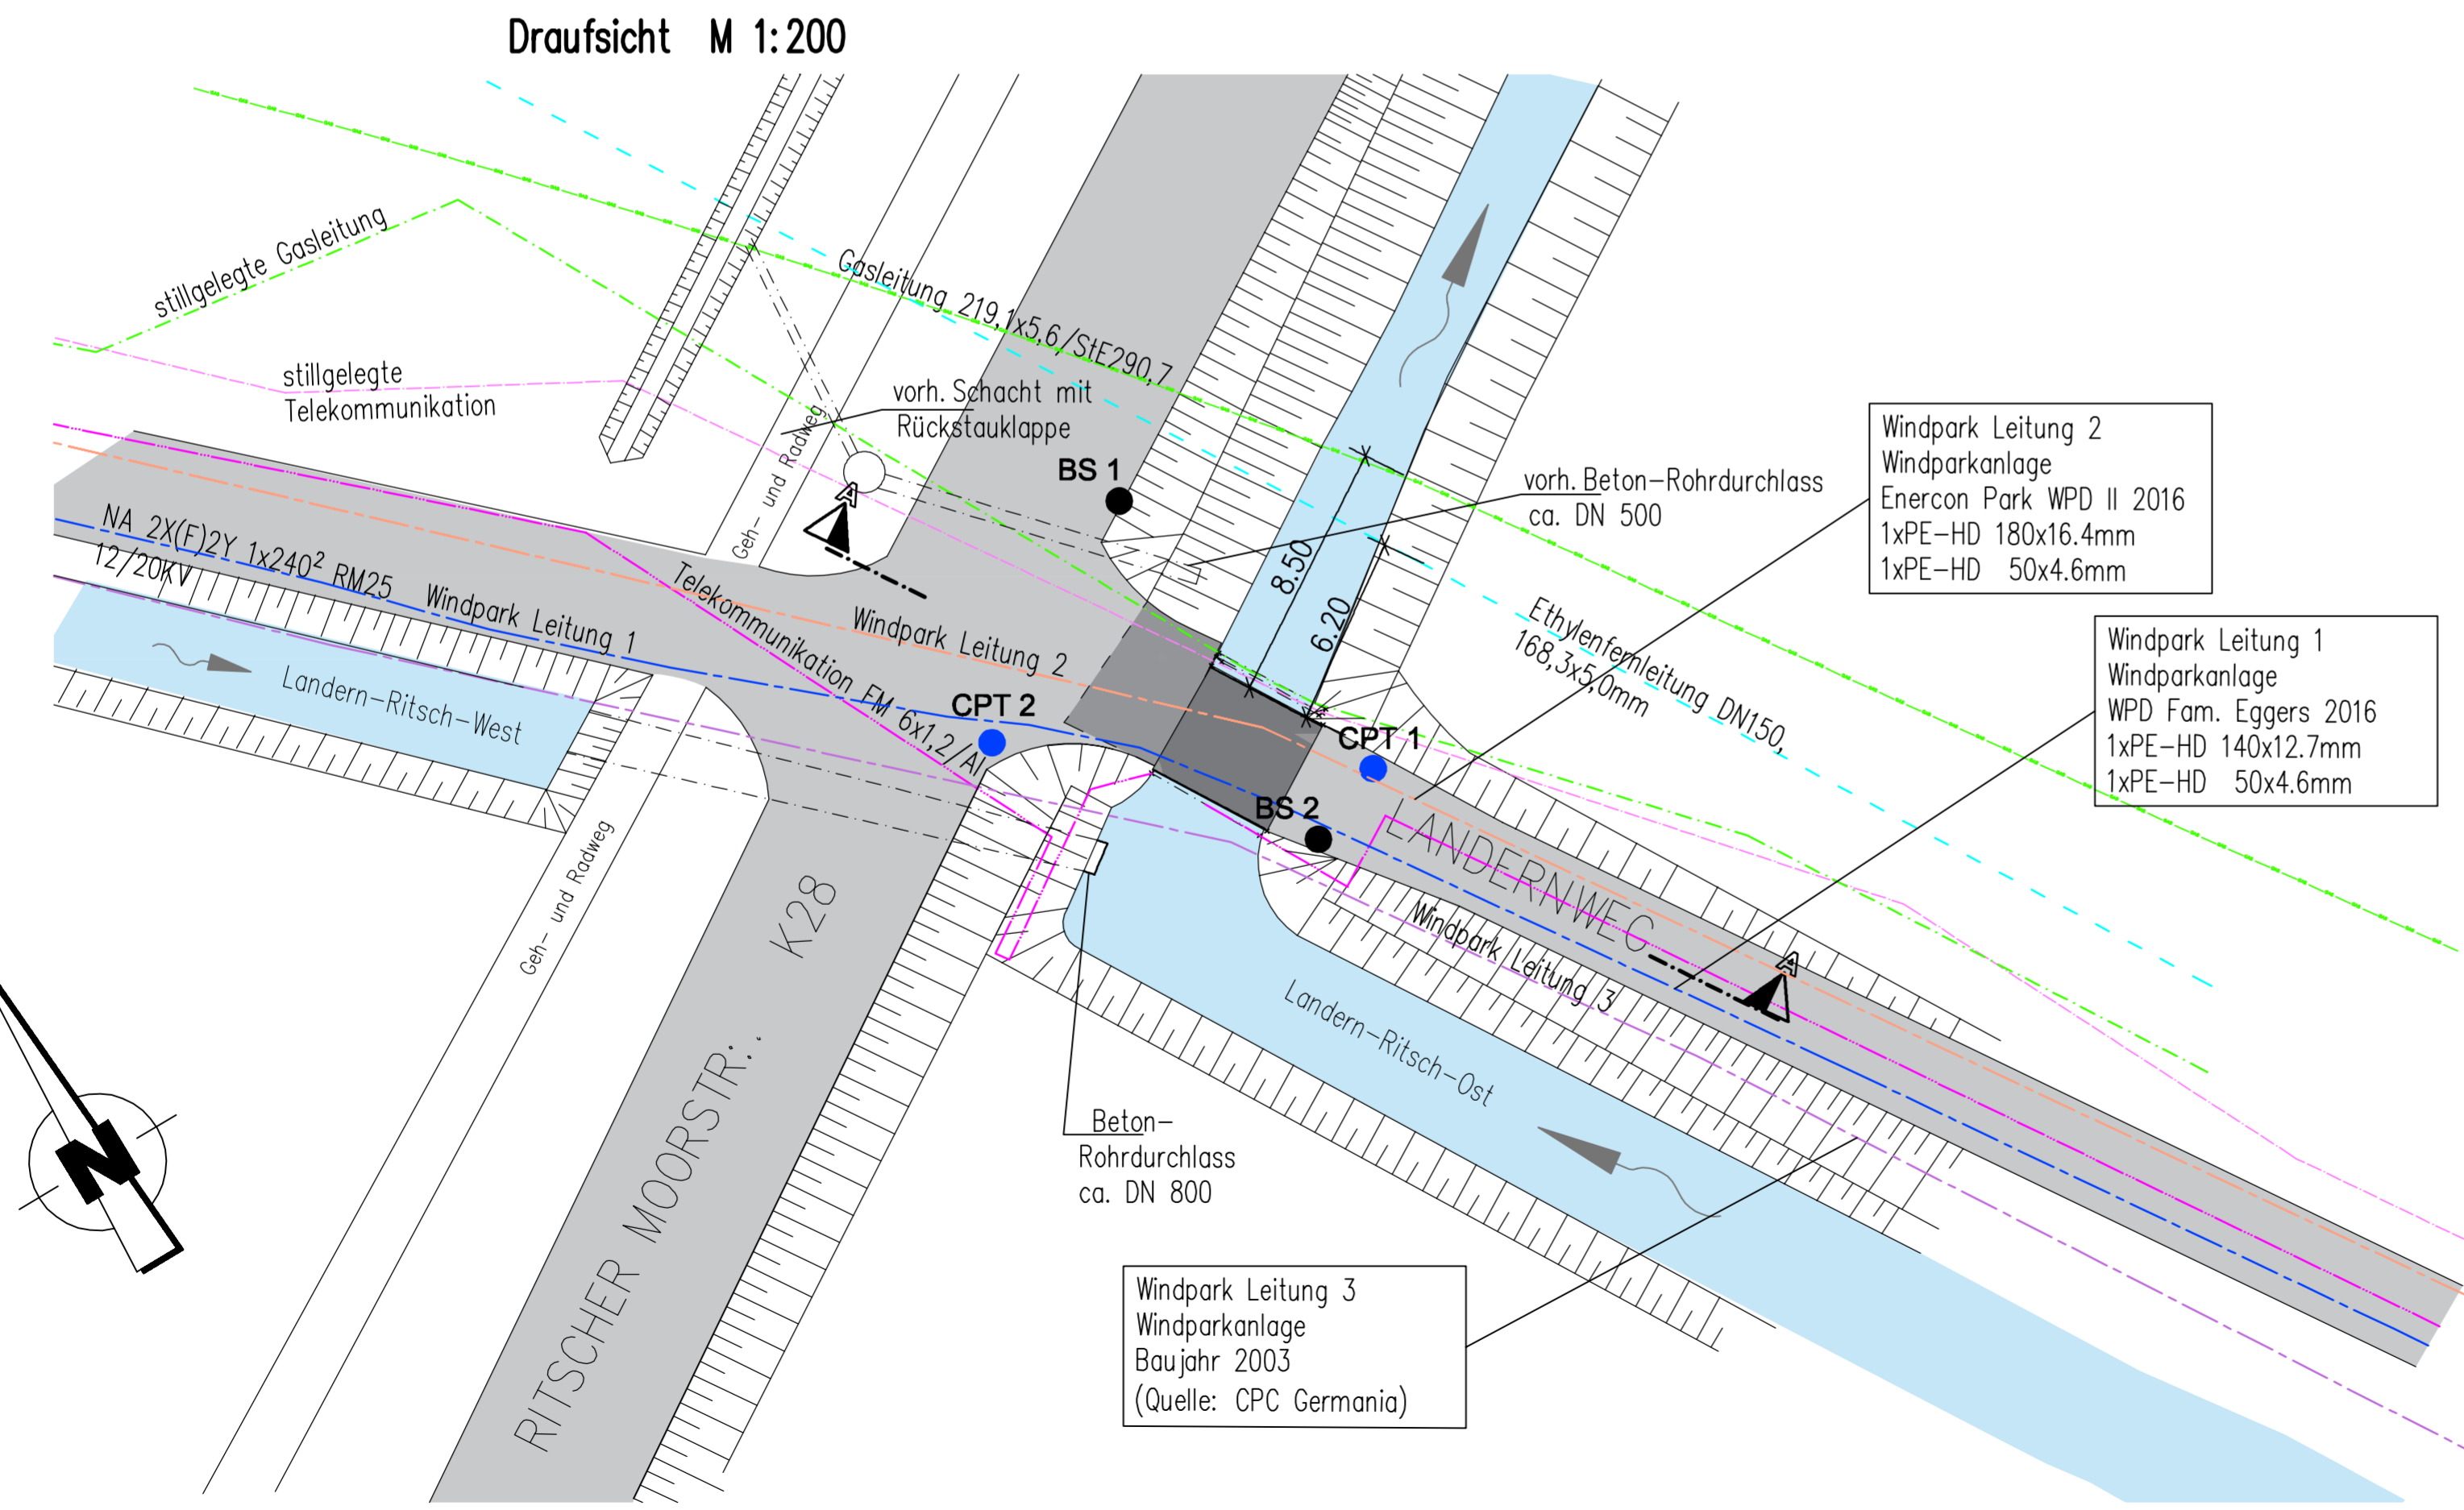 Draufsicht M 1:200
stillgelegte Gasleitung
stillgelegte
Telekommunikation
Gasleitung 219,1x5,6/StE290,7
vorh. Schacht mit
Rückstauklappe
Geh- und Radweg
A
BS 1
vorh. Beton-Rohrdurchlass
ca. DN 500
8.50
6.20
Windpark Leitung 2
Windparkanlage
Enercon Park WPD II 2016
1xPE-HD 180x16.4mm
1xPE-HD 50x4.6mm
Ethylenfernleitung DN150,
168,3x5,0mm
Windpark Leitung 1
Windparkanlage
WPD Fam. Eggers 2016
1xPE-HD 140x12.7mm
1xPE-HD 50x4.6mm
NA 2X(F)2Y 1x240² RM25
12/20KV
Windpark Leitung 1
Telekommunikation FM 6x1,2/Al
Windpark Leitung 2
Landern-Ritsch-West
CPT 2
CPT 1
BS 2
LANDERNWEG
Windpark Leitung 3
A
Geh- und Radweg
K28
RITSCHER MOORSTR.
Landern-Ritsch-Ost
Beton-
Rohrdurchlass
ca. DN 800
N
Windpark Leitung 3
Windparkanlage
Baujahr 2003
(Quelle: CPC Germania)